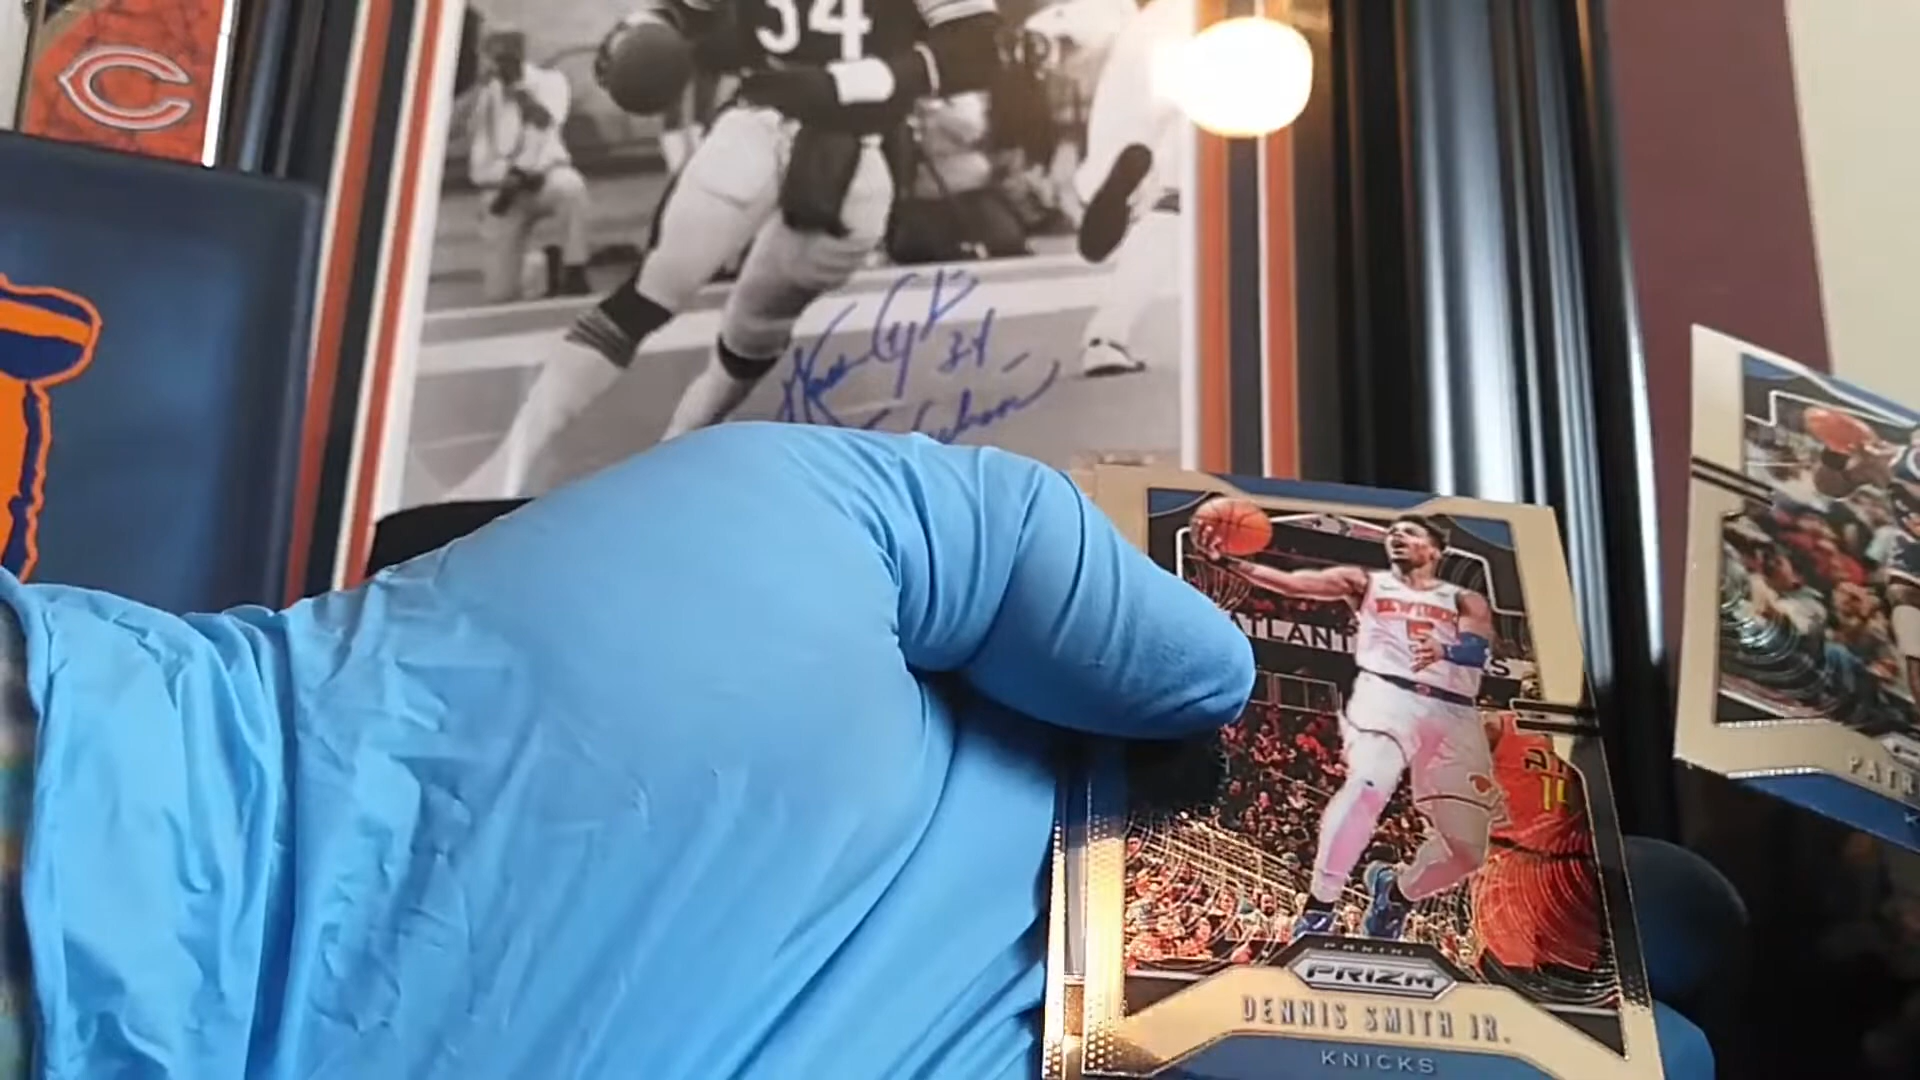 34
34
NEW YORK
5
ATLANT
S
PANINI
PRIZM
DENNIS SMITH JR.
KNICKS
PATR
K